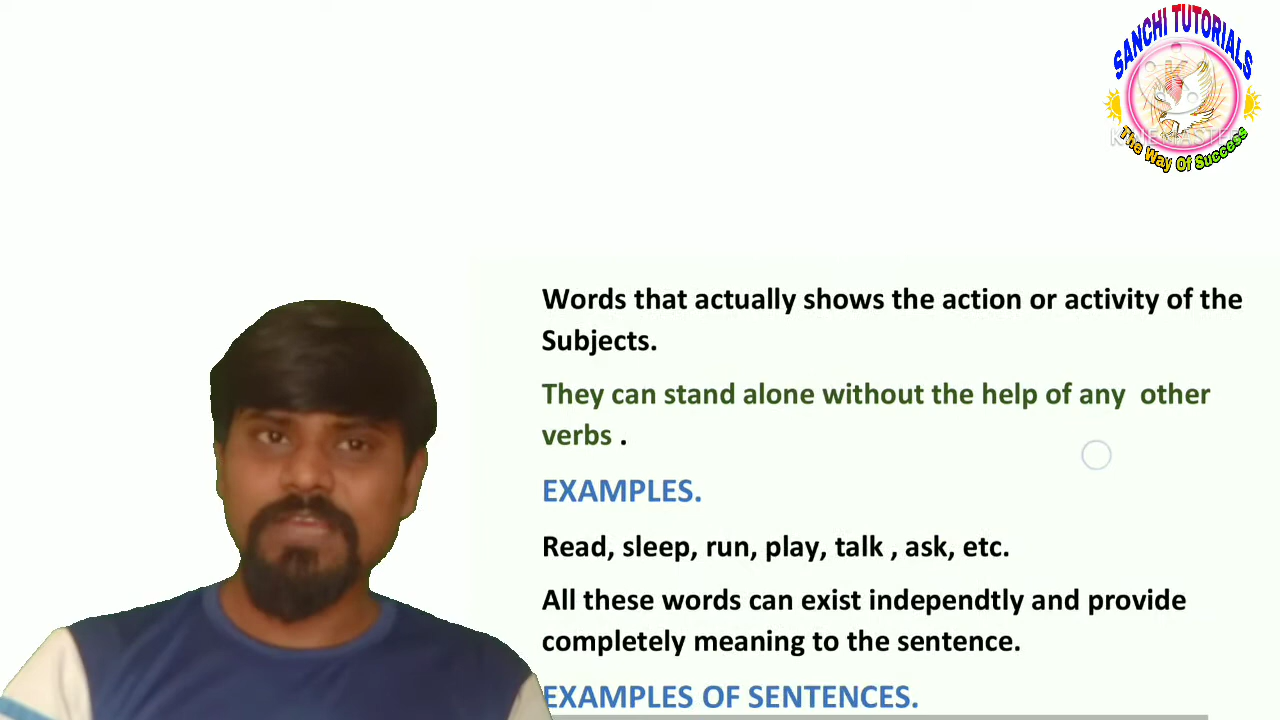 SANCHI TUTORIALS
KINEMASTER
The Way Of Success
Words that actually shows the action or activity of the
Subjects.
They can stand alone without the help of any other
verbs .
EXAMPLES.
Read, sleep, run, play, talk , ask, etc.
All these words can exist independtly and provide
completely meaning to the sentence.
EXAMPLES OF SENTENCES.